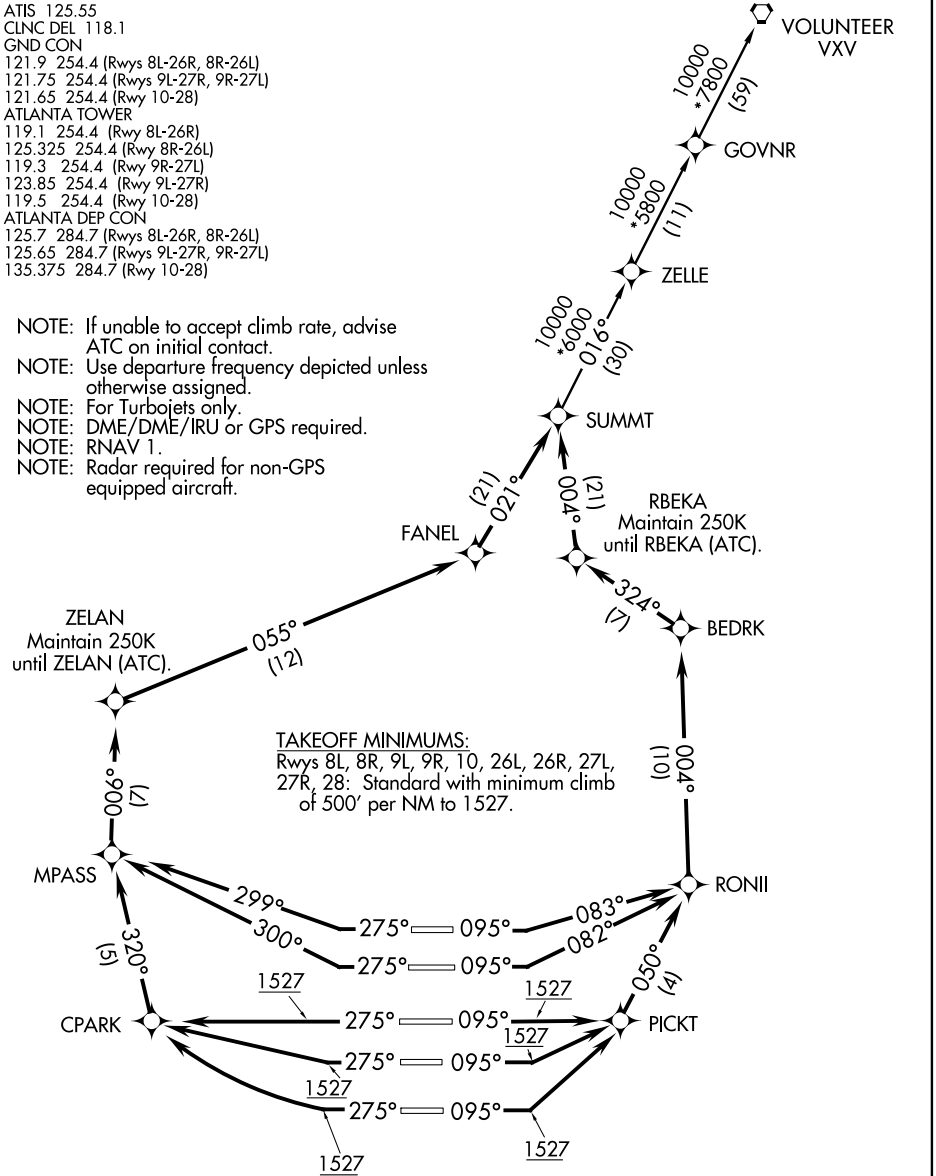 ATIS 125.55
CLNC DEL 118.1
GND CON
121.9 254.4 (Rwys 8L-26R, 8R-26L)
121.75 254.4 (Rwys 9L-27R, 9R-27L)
121.65 254.4 (Rwy 10-28)
ATLANTA TOWER
119.1 254.4 (Rwy 8L-26R)
125.325 254.4 (Rwy 8R-26L)
119.3 254.4 (Rwy 9R-27L)
123.85 254.4 (Rwy 9L-27R)
119.5 254.4 (Rwy 10-28)
ATLANTA DEP CON
125.7 284.7 (Rwys 8L-26R, 8R-26L)
125.65 284.7 (Rwys 9L-27R, 9R-27L)
135.375 284.7 (Rwy 10-28)
VOLUNTEER
VXV
10000
*7800
(59)
GOVNR
10000
*5800
(11)
ZELLE
10000
*6000
016°
(30)
SUMMT
NOTE: If unable to accept climb rate, advise
ATC on initial contact.
NOTE: Use departure frequency depicted unless
otherwise assigned.
NOTE: For Turbojets only.
NOTE: DME/DME/IRU or GPS required.
NOTE: RNAV 1.
NOTE: Radar required for non-GPS
equipped aircraft.
(21)
021°
(21)
004°
FANEL
RBEKA
Maintain 250K
until RBEKA (ATC).
324°
(7)
BEDRK
ZELAN
Maintain 250K
until ZELAN (ATC).
055°
(12)
TAKEOFF MINIMUMS:
Rwys 8L, 8R, 9L, 9R, 10, 26L, 26R, 27L,
27R, 28: Standard with minimum climb
of 500' per NM to 1527.
006°
(7)
004°
(10)
MPASS
RONII
299°
275° 095°
083°
300°
275° 095°
082°
320°
(5)
050°
(4)
1527
1527
CPARK
275° 095°
PICKT
1527
275° 095°
1527
275° 095°
1527
1527